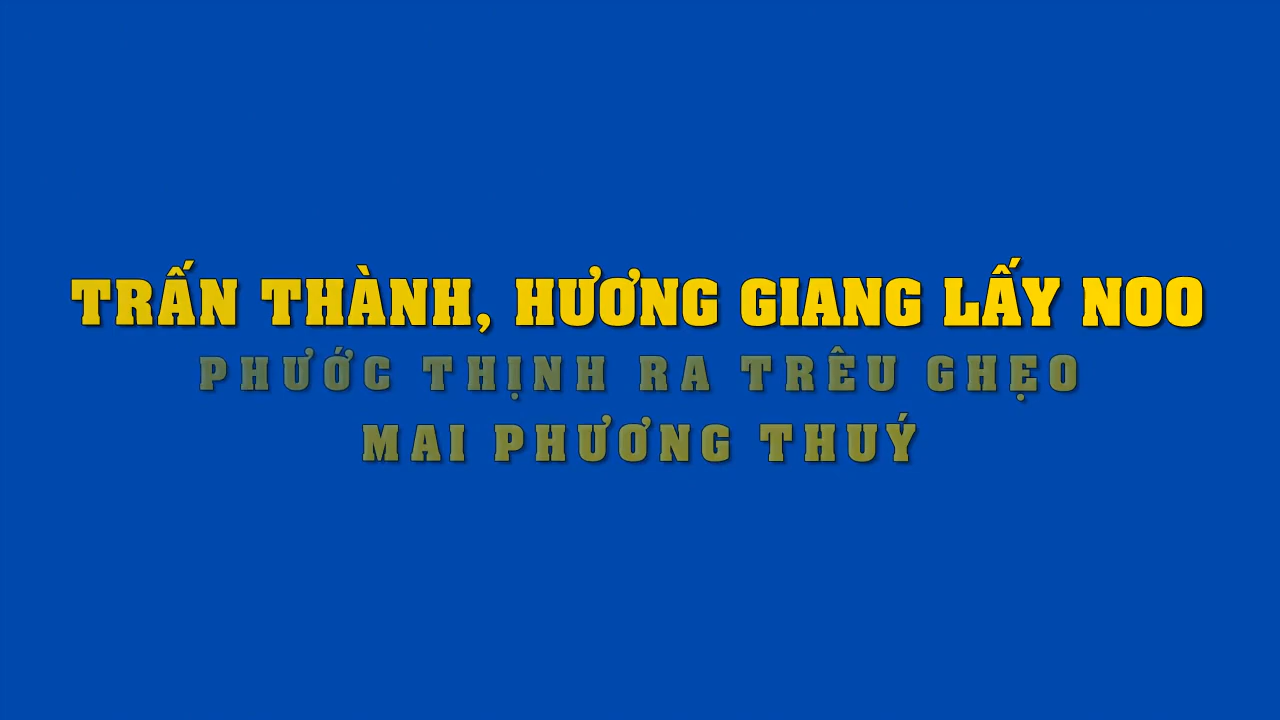 TRẤN THÀNH, HƯƠNG GIANG LẤY NOO
PHƯỚC THỊNH RA TRÊU GHẸO
MAI PHƯƠNG THUÝ